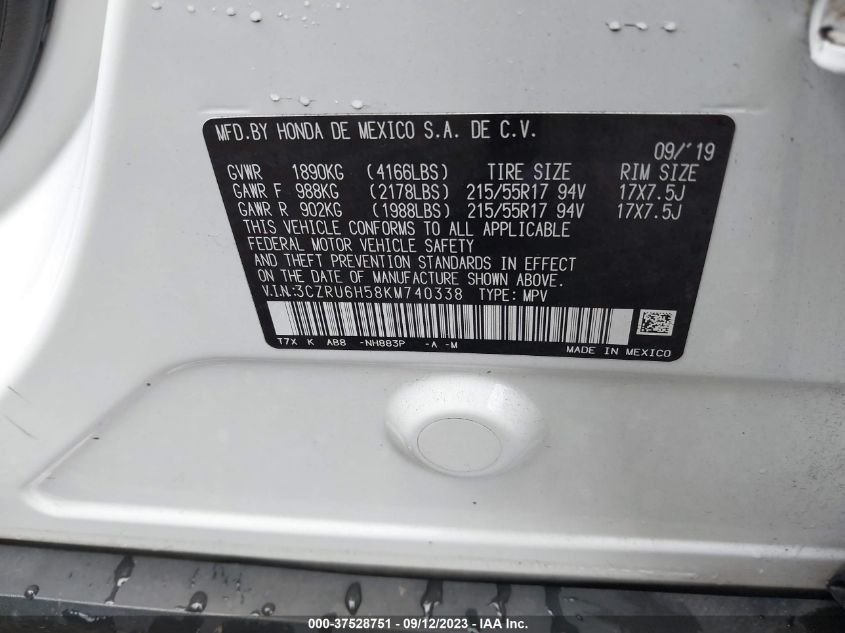 MFD.BY HONDA DE MEXICO S.A. DE C.V.
09/'19
GVWR 1890KG (4166LBS) TIRE SIZE RIM SIZE
GAWR F 988KG (2178LBS) 215/55R17 94V 17X7.5J
GAWR R 902KG (1988LBS) 215/55R17 94V 17X7.5J
THIS VEHICLE CONFORMS TO ALL APPLICABLE
FEDERAL MOTOR VEHICLE SAFETY
AND THEFT PREVENTION STANDARDS IN EFFECT
ON THE DATE OF MANUFACTURE SHOWN ABOVE.
V.I.N:3CZRU6H58KM740338 TYPE: MPV
T7X K AB8 -NH883P -A -M
MADE IN MEXICO
000-37528751 - 09/12/2023 - IAA Inc.